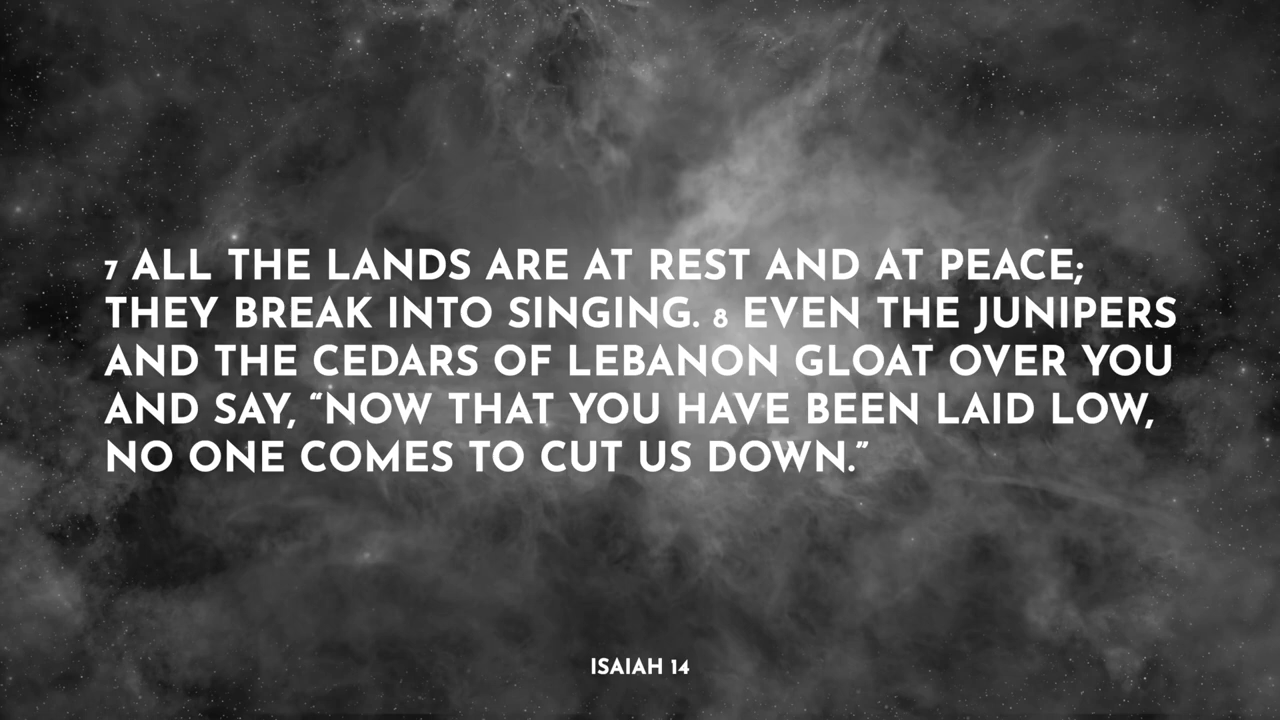 7 ALL THE LANDS ARE AT REST AND AT PEACE;
THEY BREAK INTO SINGING. 8 EVEN THE JUNIPERS
AND THE CEDARS OF LEBANON GLOAT OVER YOU
AND SAY, “NOW THAT YOU HAVE BEEN LAID LOW,
NO ONE COMES TO CUT US DOWN.”
ISAIAH 14